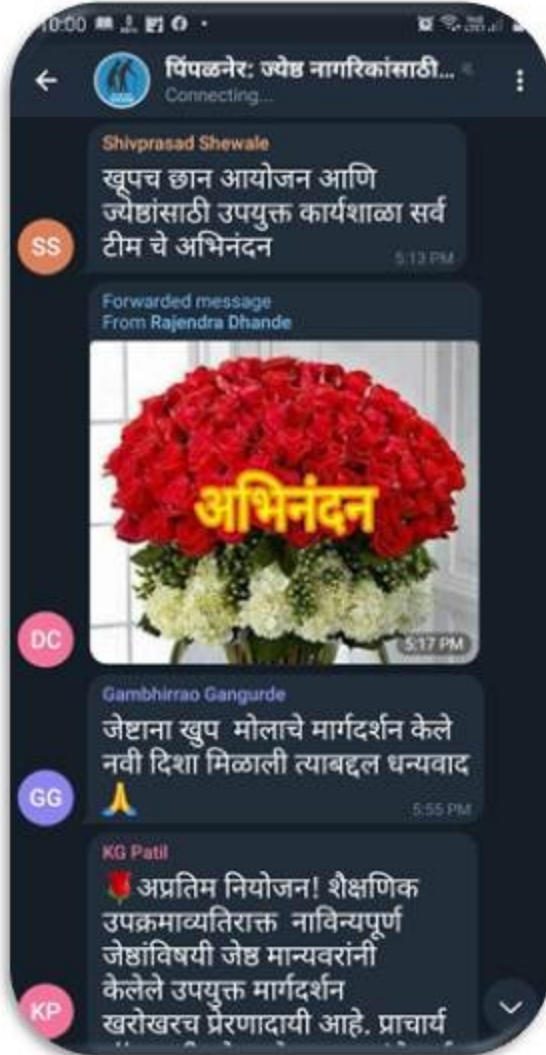 10:00
पिंपळनेर: ज्येष्ठ नागरिकांसाठी...
Connecting...
Shivprasad Shewale
खूपच छान आयोजन आणि
ज्येष्ठांसाठी उपयुक्त कार्यशाळा सर्व
टीम चे अभिनंदन
5:13 PM
SS
Forwarded message
From Rajendra Dhande
अभिनंदन
5:17 PM
DC
Gambhirrao Gangurde
जेष्टाना खुप मोलाचे मार्गदर्शन केले
नवी दिशा मिळाली त्याबद्दल धन्यवाद
5:55 PM
GG
KG Patil
अप्रतिम नियोजन! शैक्षणिक
उपक्रमाव्यतिराक्त नाविन्यपूर्ण
जेष्ठांविषयी जेष्ठ मान्यवरांनी
केलेले उपयुक्त मार्गदर्शन
खरोखरच प्रेरणादायी आहे. प्राचार्य
KP